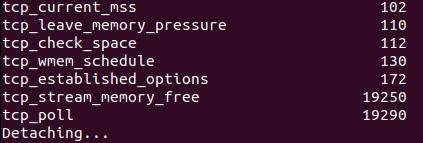 tcp_current_mss 102
tcp_leave_memory_pressure 110
tcp_check_space 112
tcp_wmem_schedule 130
tcp_established_options 172
tcp_stream_memory_free 19250
tcp_poll 19290
Detaching...